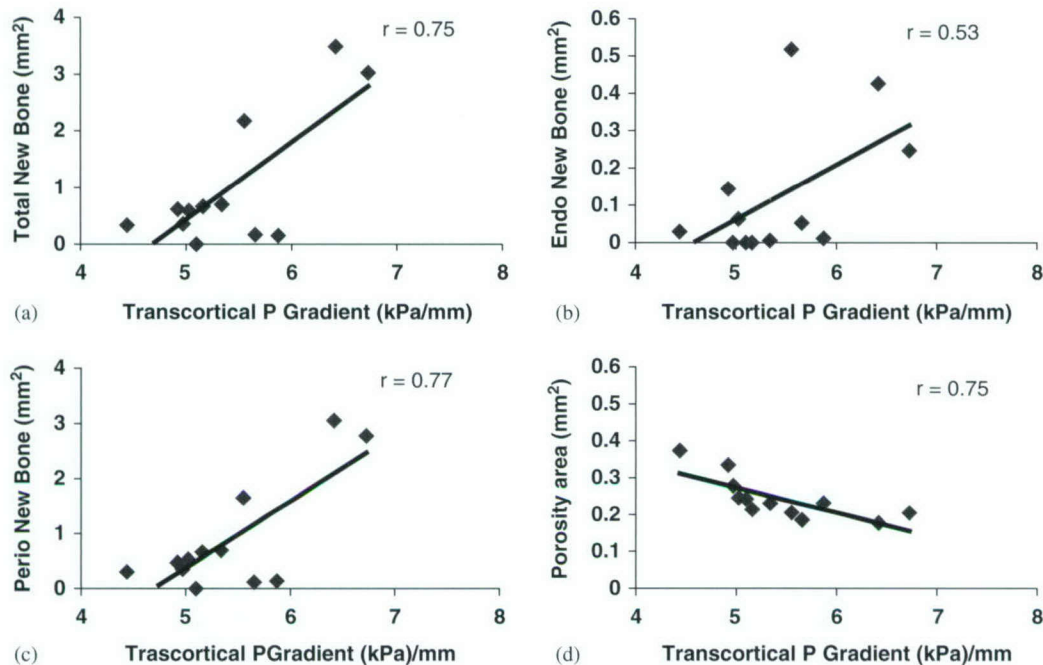 Total New Bone (mm²)
4
3
2
1
0
r = 0.75
4 5 6 7 8
(a) Transcortical P Gradient (kPa/mm)
Endo New Bone (mm²)
0.6
0.5
0.4
0.3
0.2
0.1
0
r = 0.53
4 5 6 7 8
(b) Transcortical P Gradient (kPa/mm)
Perio New Bone (mm²)
4
3
2
1
0
r = 0.77
4 5 6 7 8
(c) Trascortical PGradient (kPa)/mm
Porosity area (mm²)
0.6
0.5
0.4
0.3
0.2
0.1
0
r = 0.75
4 5 6 7 8
(d) Transcortical P Gradient (kPa)/mm